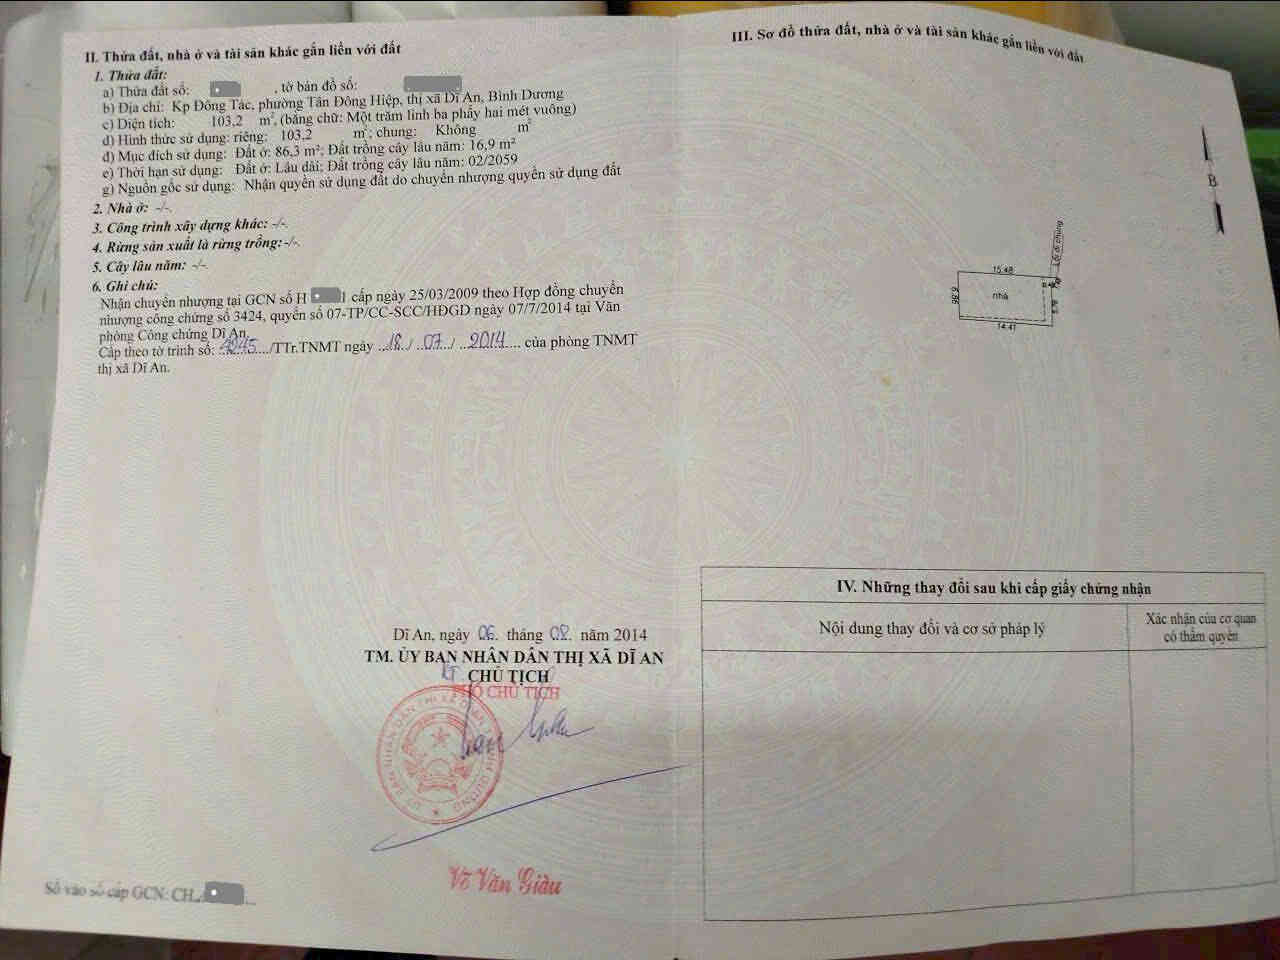 II. Thửa đất, nhà ở và tài sản khác gắn liền với đất
1. Thửa đất:
a) Thửa đất số: , tờ bản đồ số:
b) Địa chỉ: Kp Đông Tác, phường Tân Đông Hiệp, thị xã Dĩ An, Bình Dương
c) Diện tích: 103,2 m², (bằng chữ: Một trăm linh ba phẩy hai mét vuông)
d) Hình thức sử dụng: riêng: 103,2 m²; chung: Không m²
đ) Mục đích sử dụng: Đất ở: 86,3 m²; Đất trồng cây lâu năm: 16,9 m²
e) Thời hạn sử dụng: Đất ở: Lâu dài; Đất trồng cây lâu năm: 02/2059
g) Nguồn gốc sử dụng: Nhận quyền sử dụng đất do chuyển nhượng quyền sử dụng đất
2. Nhà ở: -/-.
3. Công trình xây dựng khác: -/-.
4. Rừng sản xuất là rừng trồng: -/-.
5. Cây lâu năm: -/-.
6. Ghi chú:
Nhận chuyển nhượng tại GCN số H 1 cấp ngày 25/03/2009 theo Hợp đồng chuyển
nhượng công chứng số 3424, quyển số 07-TP/CC-SCC/HĐGD ngày 07/7/2014 tại Văn
phòng Công chứng Dĩ An.
Cấp theo tờ trình số: /TTr.TNMT ngày 18 / 07 / 2014 của phòng TNMT
thị xã Dĩ An.
Dĩ An, ngày 06. tháng 08. năm 2014
TM. ỦY BAN NHÂN DÂN THỊ XÃ DĨ AN
KT CHỦ TỊCH
PHÓ CHỦ TỊCH
Võ Văn Giàu
Số vào sổ cấp GCN: CH
III. Sơ đồ thửa đất, nhà ở và tài sản khác gắn liền với đất
B
Lối đi chung
15.48
nhà
14.41
IV. Những thay đổi sau khi cấp giấy chứng nhận
Nội dung thay đổi và cơ sở pháp lý
Xác nhận của cơ quan
có thẩm quyền